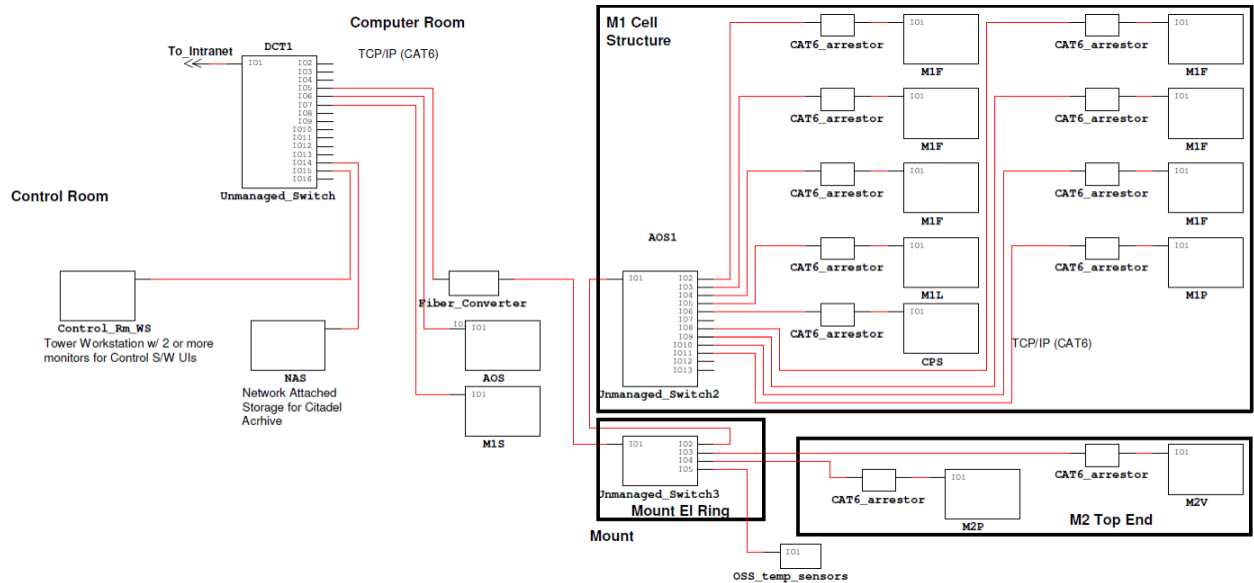 Computer Room
TCP/IP (CAT6)
To_Intranet
DCT1
IO1
IO2
IO3
IO4
IO5
IO6
IO7
IO8
IO9
IO10
IO11
IO12
IO13
IO14
IO15
IO16
Unmanaged_Switch
Control Room
Control_Rm_WS
Tower Workstation w/ 2 or more
monitors for Control S/W UIs
NAS
Network Attached
Storage for Citadel
Acrhive
Fiber_Converter
IO1
AOS
IO1
M1S
M1 Cell
Structure
AOS1
IO1
IO2
IO3
IO4
IO5
IO6
IO7
IO8
IO9
IO10
IO11
IO12
IO13
Unmanaged_Switch2
CAT6_arrestor
IO1
M1F
CAT6_arrestor
IO1
M1F
CAT6_arrestor
IO1
M1F
CAT6_arrestor
IO1
M1L
CAT6_arrestor
IO1
CPS
CAT6_arrestor
IO1
M1F
CAT6_arrestor
IO1
M1F
CAT6_arrestor
IO1
M1F
CAT6_arrestor
IO1
M1P
TCP/IP (CAT6)
IO1
IO2
IO3
IO4
IO5
Unmanaged_Switch3
Mount El Ring
Mount
CAT6_arrestor
IO1
M2P
CAT6_arrestor
IO1
M2V
M2 Top End
IO1
OSS_temp_sensors